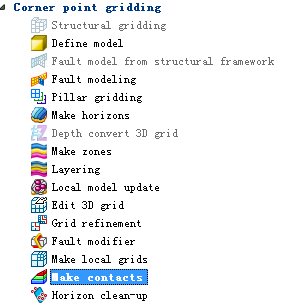 Corner point gridding
Structural gridding
Define model
Fault model from structural framework
Fault modeling
Pillar gridding
Make horizons
Depth convert 3D grid
Make zones
Layering
Local model update
Edit 3D grid
Grid refinement
Fault modifier
Make local grids
Make contacts
Horizon clean-up